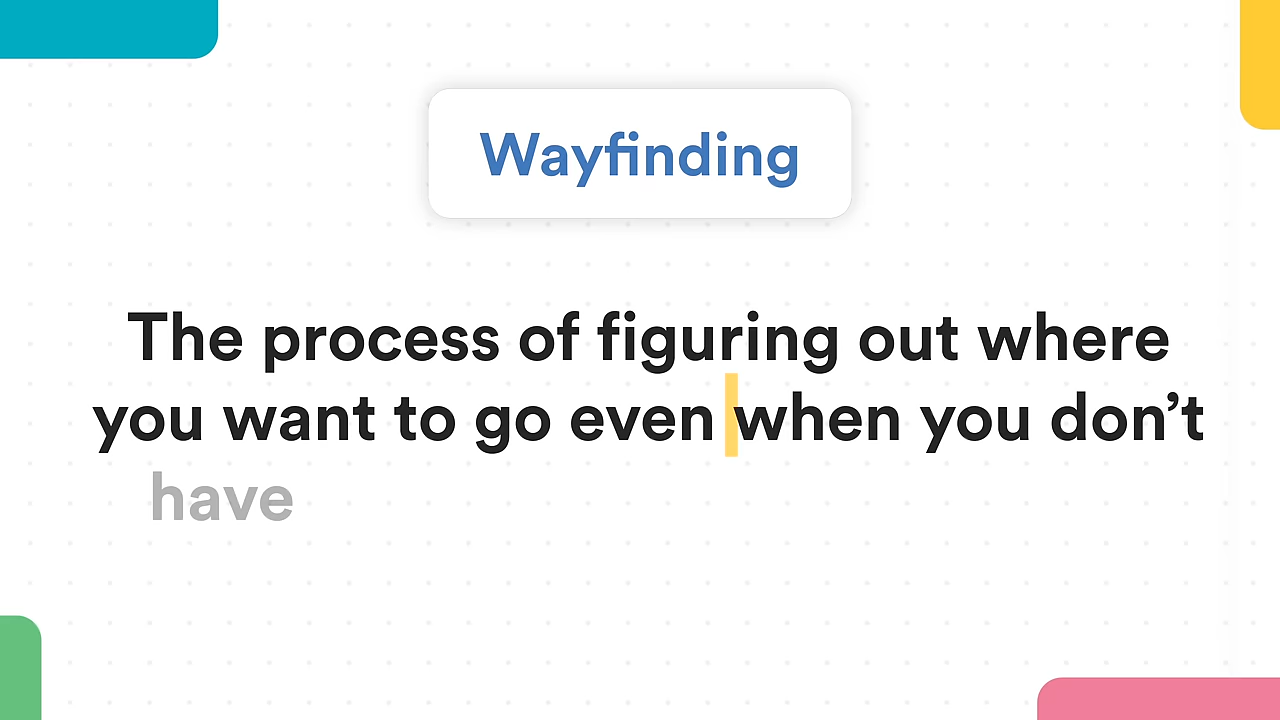 Wayfinding
The process of figuring out where
you want to go even when you don’t
have